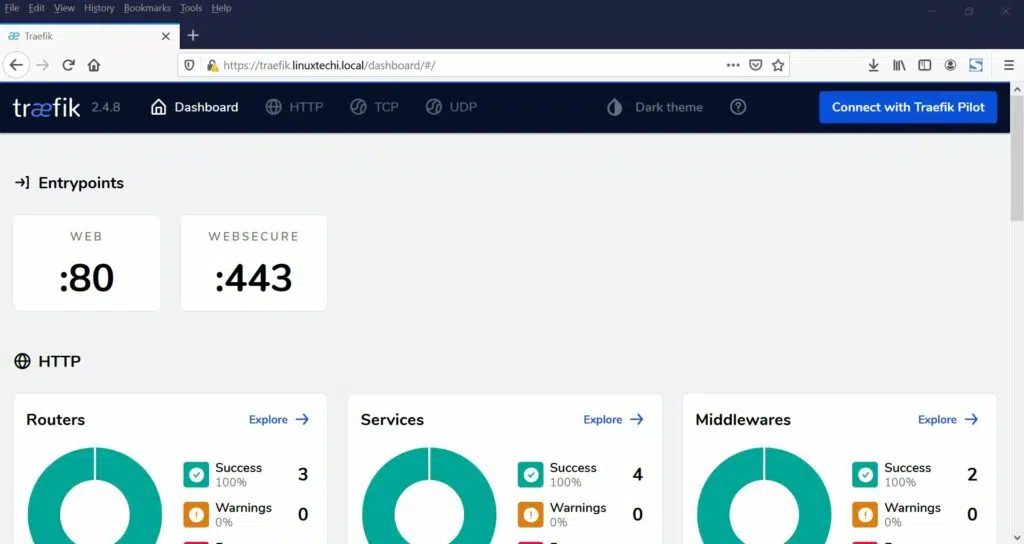 File Edit View History Bookmarks Tools Help
æ Traefik
https://traefik.linuxtechi.local/dashboard/#/
træfik 2.4.8 Dashboard HTTP TCP UDP Dark theme Connect with Traefik Pilot
Entrypoints
WEB WEBSECURE
:80 :443
HTTP
Routers Explore Services Explore Middlewares Explore
Success 3 Success 4 Success 2
100% 100% 100%
Warnings 0 Warnings 0 Warnings 0
0% 0% 0%